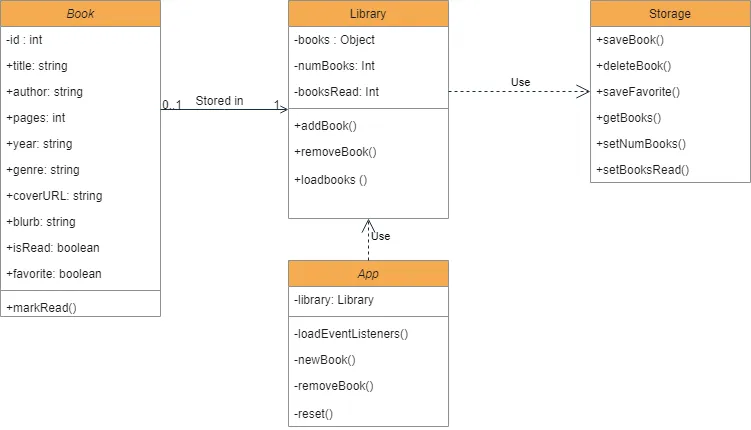 Book
-id : int
+title: string
+author: string
+pages: int
+year: string
+genre: string
+coverURL: string
+blurb: string
+isRead: boolean
+favorite: boolean
+markRead()
0..1
Stored in
1
Library
-books : Object
-numBooks: Int
-booksRead: Int
+addBook()
+removeBook()
+loadbooks ()
Use
Storage
+saveBook()
+deleteBook()
+saveFavorite()
+getBooks()
+setNumBooks()
+setBooksRead()
Use
App
-library: Library
-loadEventListeners()
-newBook()
-removeBook()
-reset()